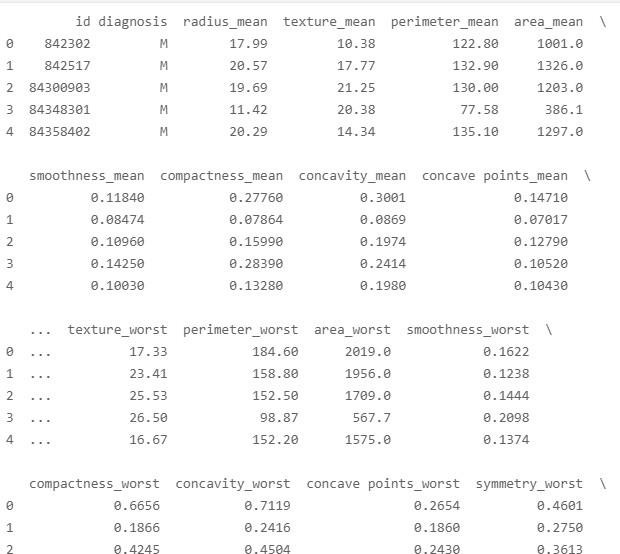 id diagnosis radius_mean texture_mean perimeter_mean area_mean \
0 842302 M 17.99 10.38 122.80 1001.0
1 842517 M 20.57 17.77 132.90 1326.0
2 84300903 M 19.69 21.25 130.00 1203.0
3 84348301 M 11.42 20.38 77.58 386.1
4 84358402 M 20.29 14.34 135.10 1297.0
smoothness_mean compactness_mean concavity_mean concave points_mean \
0 0.11840 0.27760 0.3001 0.14710
1 0.08474 0.07864 0.0869 0.07017
2 0.10960 0.15990 0.1974 0.12790
3 0.14250 0.28390 0.2414 0.10520
4 0.10030 0.13280 0.1980 0.10430
... texture_worst perimeter_worst area_worst smoothness_worst \
0 ... 17.33 184.60 2019.0 0.1622
1 ... 23.41 158.80 1956.0 0.1238
2 ... 25.53 152.50 1709.0 0.1444
3 ... 26.50 98.87 567.7 0.2098
4 ... 16.67 152.20 1575.0 0.1374
compactness_worst concavity_worst concave points_worst symmetry_worst \
0 0.6656 0.7119 0.2654 0.4601
1 0.1866 0.2416 0.1860 0.2750
2 0.4245 0.4504 0.2430 0.3613